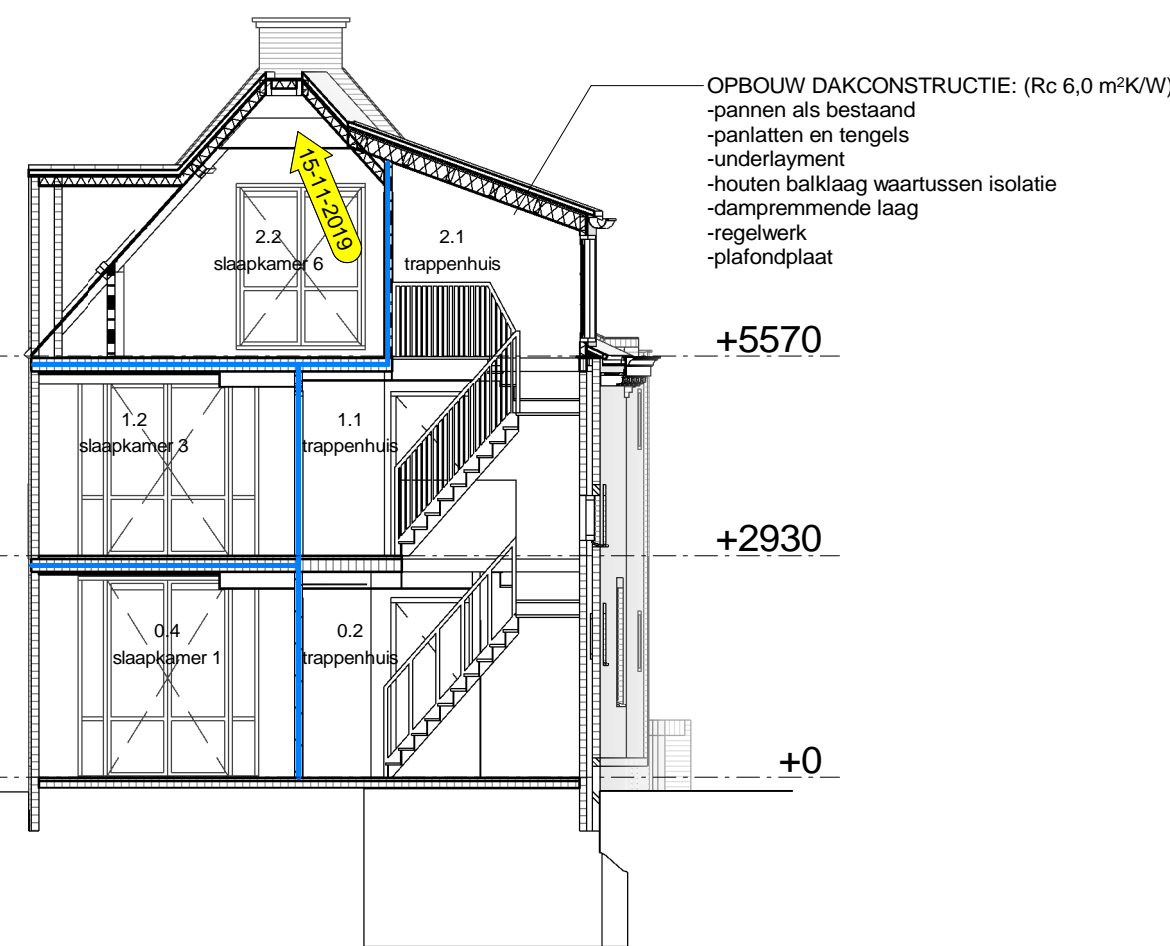 OPBOUW DAKCONSTRUCTIE: (Rc 6,0 m²K/W)
-pannen als bestaand
-panlatten en tengels
-underlayment
-houten balklaag waartussen isolatie
-dampremmende laag
-regelwerk
-plafondplaat
15-11-2019
2.2
slaapkamer 6
2.1
trappenhuis
+5570
1.2
slaapkamer 3
1.1
trappenhuis
+2930
0.4
slaapkamer 1
0.2
trappenhuis
+0